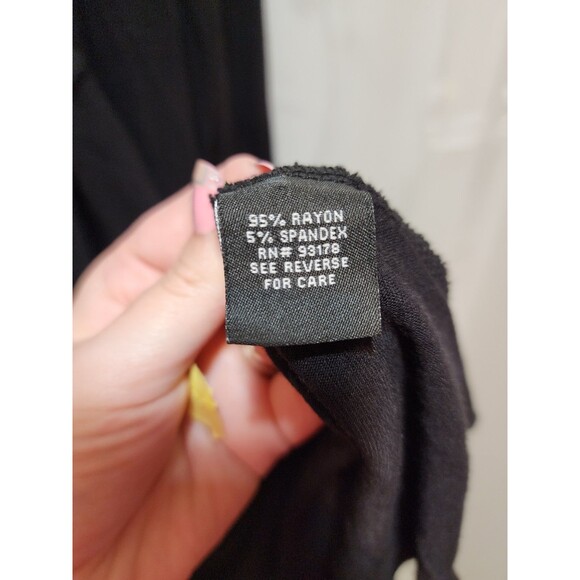 95% RAYON
5% SPANDEX
RN# 93178
SEE REVERSE
FOR CARE